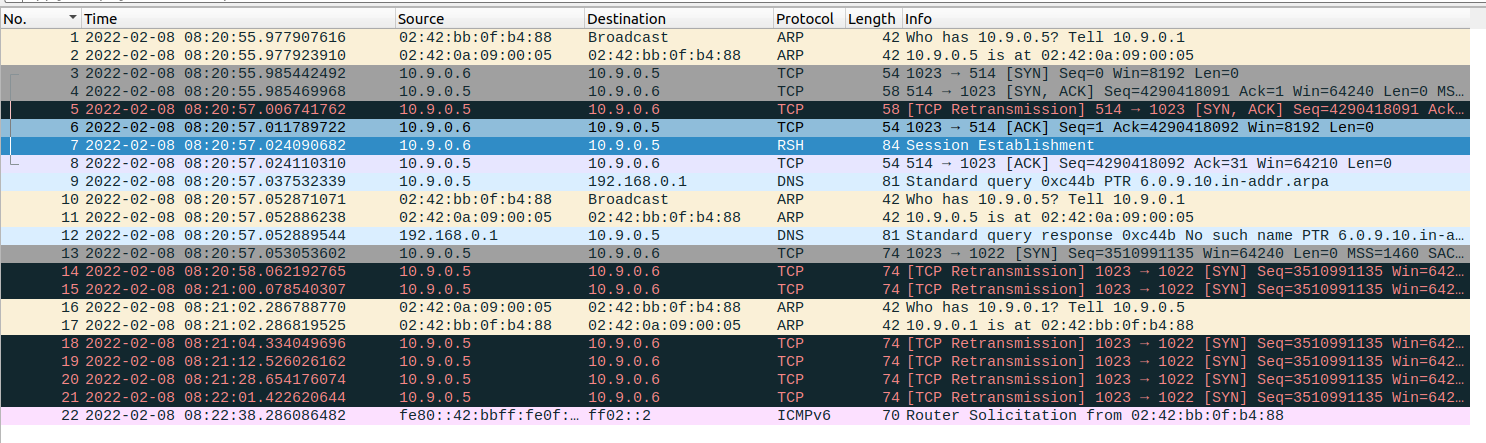 No. Time Source Destination Protocol Length Info
1 2022-02-08 08:20:55.977907616 02:42:bb:0f:b4:88 Broadcast ARP 42 Who has 10.9.0.5? Tell 10.9.0.1
2 2022-02-08 08:20:55.977923910 02:42:0a:09:00:05 02:42:bb:0f:b4:88 ARP 42 10.9.0.5 is at 02:42:0a:09:00:05
3 2022-02-08 08:20:55.985442492 10.9.0.6 10.9.0.5 TCP 54 1023 → 514 [SYN] Seq=0 Win=8192 Len=0
4 2022-02-08 08:20:55.985469968 10.9.0.5 10.9.0.6 TCP 58 514 → 1023 [SYN, ACK] Seq=4290418091 Ack=1 Win=64240 Len=0 MS…
5 2022-02-08 08:20:57.006741762 10.9.0.5 10.9.0.6 TCP 58 [TCP Retransmission] 514 → 1023 [SYN, ACK] Seq=4290418091 Ack…
6 2022-02-08 08:20:57.011789722 10.9.0.6 10.9.0.5 TCP 54 1023 → 514 [ACK] Seq=1 Ack=4290418092 Win=8192 Len=0
7 2022-02-08 08:20:57.024090682 10.9.0.6 10.9.0.5 RSH 84 Session Establishment
8 2022-02-08 08:20:57.024110310 10.9.0.5 10.9.0.6 TCP 54 514 → 1023 [ACK] Seq=4290418092 Ack=31 Win=64210 Len=0
9 2022-02-08 08:20:57.037532339 10.9.0.5 192.168.0.1 DNS 81 Standard query 0xc44b PTR 6.0.9.10.in-addr.arpa
10 2022-02-08 08:20:57.052871071 02:42:bb:0f:b4:88 Broadcast ARP 42 Who has 10.9.0.5? Tell 10.9.0.1
11 2022-02-08 08:20:57.052886238 02:42:0a:09:00:05 02:42:bb:0f:b4:88 ARP 42 10.9.0.5 is at 02:42:0a:09:00:05
12 2022-02-08 08:20:57.052889544 192.168.0.1 10.9.0.5 DNS 81 Standard query response 0xc44b No such name PTR 6.0.9.10.in-a…
13 2022-02-08 08:20:57.053053602 10.9.0.5 10.9.0.6 TCP 74 1023 → 1022 [SYN] Seq=3510991135 Win=64240 Len=0 MSS=1460 SAC…
14 2022-02-08 08:20:58.062192765 10.9.0.5 10.9.0.6 TCP 74 [TCP Retransmission] 1023 → 1022 [SYN] Seq=3510991135 Win=642…
15 2022-02-08 08:21:00.078540307 10.9.0.5 10.9.0.6 TCP 74 [TCP Retransmission] 1023 → 1022 [SYN] Seq=3510991135 Win=642…
16 2022-02-08 08:21:02.286788770 02:42:0a:09:00:05 02:42:bb:0f:b4:88 ARP 42 Who has 10.9.0.1? Tell 10.9.0.5
17 2022-02-08 08:21:02.286819525 02:42:bb:0f:b4:88 02:42:0a:09:00:05 ARP 42 10.9.0.1 is at 02:42:bb:0f:b4:88
18 2022-02-08 08:21:04.334049696 10.9.0.5 10.9.0.6 TCP 74 [TCP Retransmission] 1023 → 1022 [SYN] Seq=3510991135 Win=642…
19 2022-02-08 08:21:12.526026162 10.9.0.5 10.9.0.6 TCP 74 [TCP Retransmission] 1023 → 1022 [SYN] Seq=3510991135 Win=642…
20 2022-02-08 08:21:28.654176074 10.9.0.5 10.9.0.6 TCP 74 [TCP Retransmission] 1023 → 1022 [SYN] Seq=3510991135 Win=642…
21 2022-02-08 08:22:01.422620644 10.9.0.5 10.9.0.6 TCP 74 [TCP Retransmission] 1023 → 1022 [SYN] Seq=3510991135 Win=642…
22 2022-02-08 08:22:38.286086482 fe80::42:bbff:fe0f:… ff02::2 ICMPv6 70 Router Solicitation from 02:42:bb:0f:b4:88